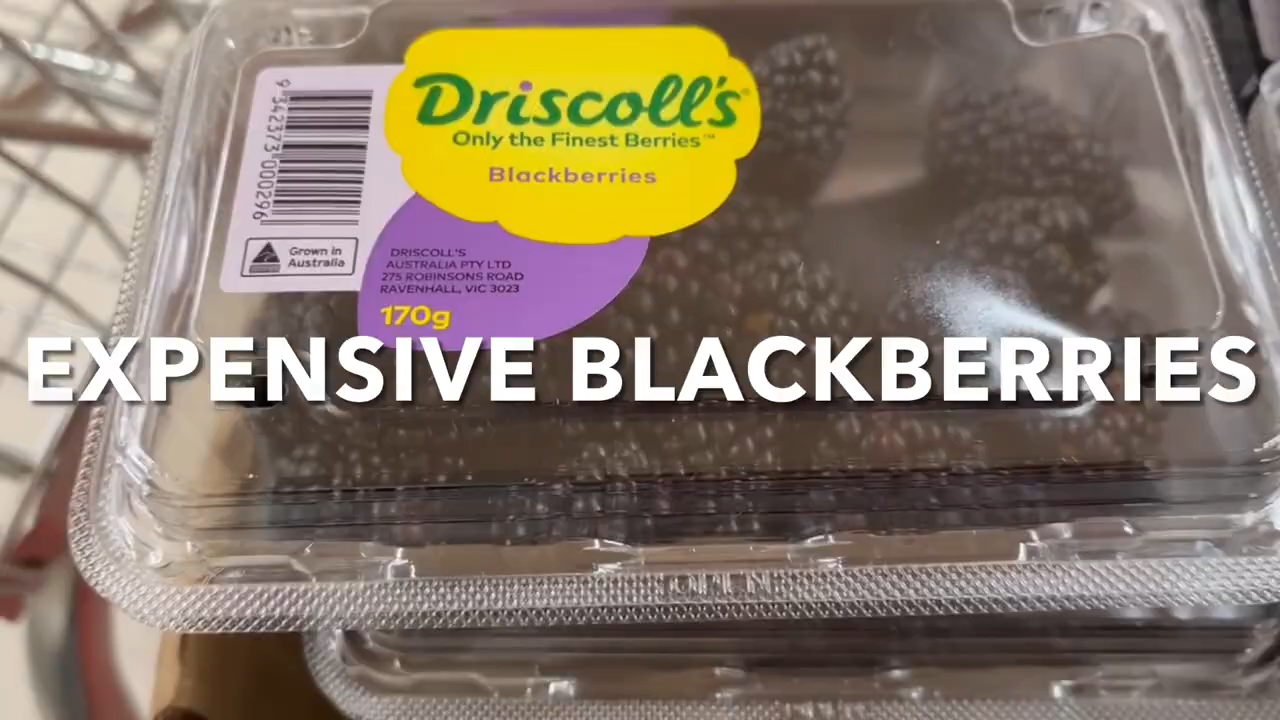 Driscoll's®
Only the Finest Berries™
Blackberries
9 342373 000296
Grown in
Australia
DRISCOLL'S
AUSTRALIA PTY LTD
275 ROBINSONS ROAD
RAVENHALL, VIC 3023
170g
EXPENSIVE BLACKBERRIES
OPEN